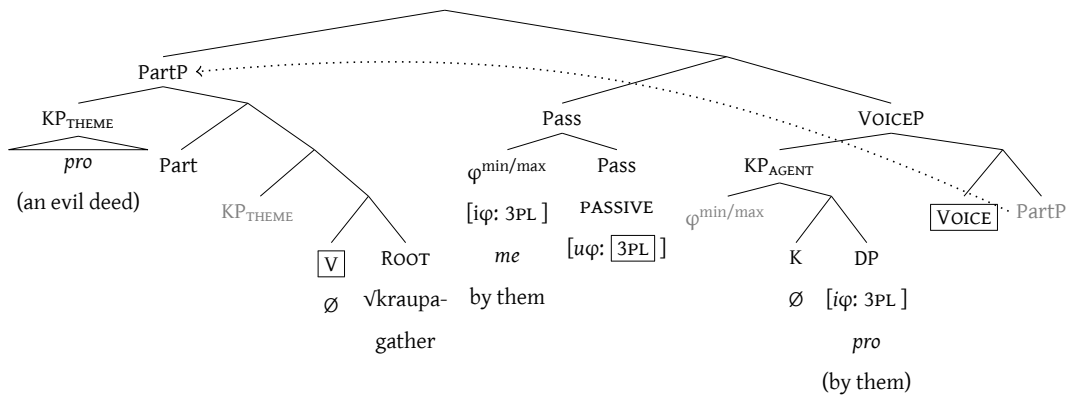 PartP
KP_THEME Pass VOICEP
pro Part φ^min/max Pass KP_AGENT
(an evil deed) KP_THEME [iφ: 3PL ] PASSIVE φ^min/max VOICE PartP
V ROOT me [uφ: 3PL ] K DP
Ø √kraupa- by them Ø [iφ: 3PL ]
gather pro
(by them)